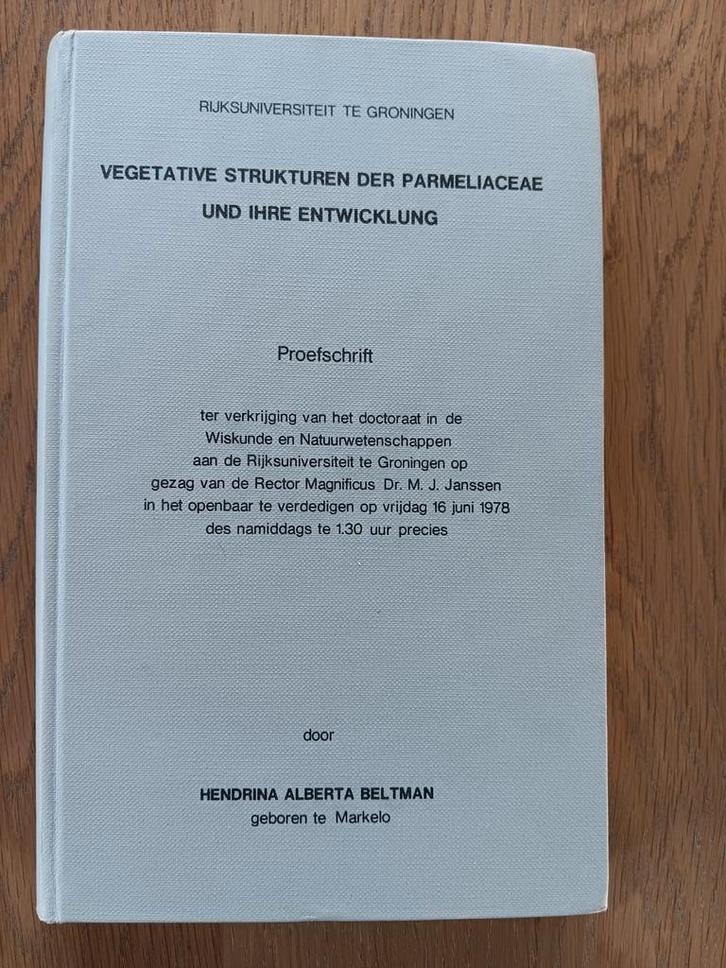 RIJKSUNIVERSITEIT TE GRONINGEN
VEGETATIVE STRUKTUREN DER PARMELIACEAE
UND IHRE ENTWICKLUNG
Proefschrift
ter verkrijging van het doctoraat in de
Wiskunde en Natuurwetenschappen
aan de Rijksuniversiteit te Groningen op
gezag van de Rector Magnificus Dr. M. J. Janssen
in het openbaar te verdedigen op vrijdag 16 juni 1978
des namiddags te 1.30 uur precies
door
HENDRINA ALBERTA BELTMAN
geboren te Markelo